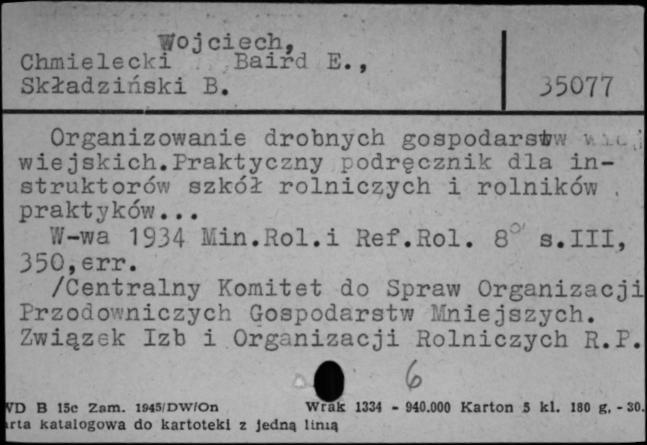 Wojciech,
Chmielecki Baird E.,
Składziński B.
35077
Organizowanie drobnych gospodarstw
wiejskich.Praktyczny podręcznik dla in-
struktorów szkół rolniczych i rolników
praktyków...
W-wa 1934 Min.Rol.i Ref.Rol. 8° s.III,
350,err.
/Centralny Komitet do Spraw Organizacji
Przodowniczych Gospodarstw Mniejszych.
Związek Izb i Organizacji Rolniczych R.P.
6
VD B 15c Zam. 1945/DW/On Wrak 1334 - 940.000 Karton 5 kl. 180 g, - 30.
arta katalogowa do kartoteki z jedną linią